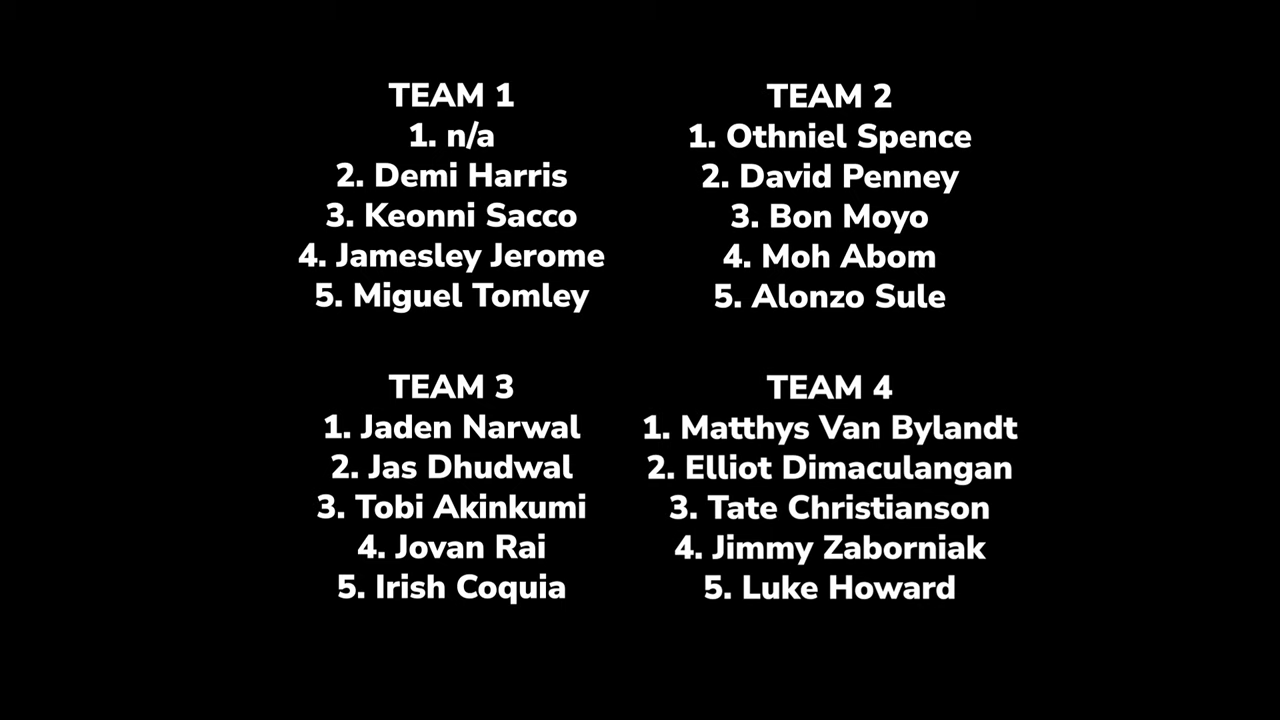 TEAM 1
1. n/a
2. Demi Harris
3. Keonni Sacco
4. Jamesley Jerome
5. Miguel Tomley
TEAM 2
1. Othniel Spence
2. David Penney
3. Bon Moyo
4. Moh Abom
5. Alonzo Sule
TEAM 3
1. Jaden Narwal
2. Jas Dhudwal
3. Tobi Akinkumi
4. Jovan Rai
5. Irish Coquia
TEAM 4
1. Matthys Van Bylandt
2. Elliot Dimaculangan
3. Tate Christianson
4. Jimmy Zaborniak
5. Luke Howard